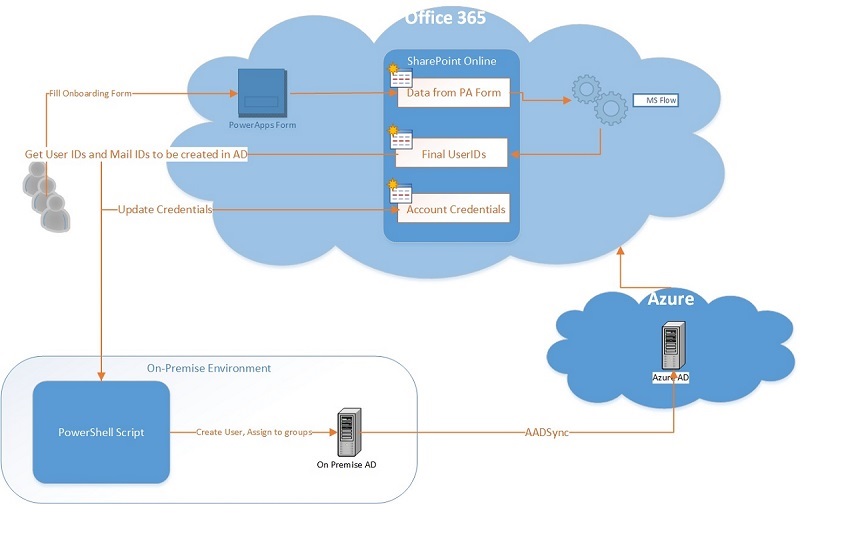 Office 365
SharePoint Online
Fill Onboarding Form
Data from PA Form
MS Flow
PowerApps Form
Get User IDs and Mail IDs to be created in AD
Final UserIDs
Update Credentials
Account Credentials
Azure
Azure AD
On-Premise Environment
PowerShell Script
Create User, Assign to groups
AADSync
On Premise AD